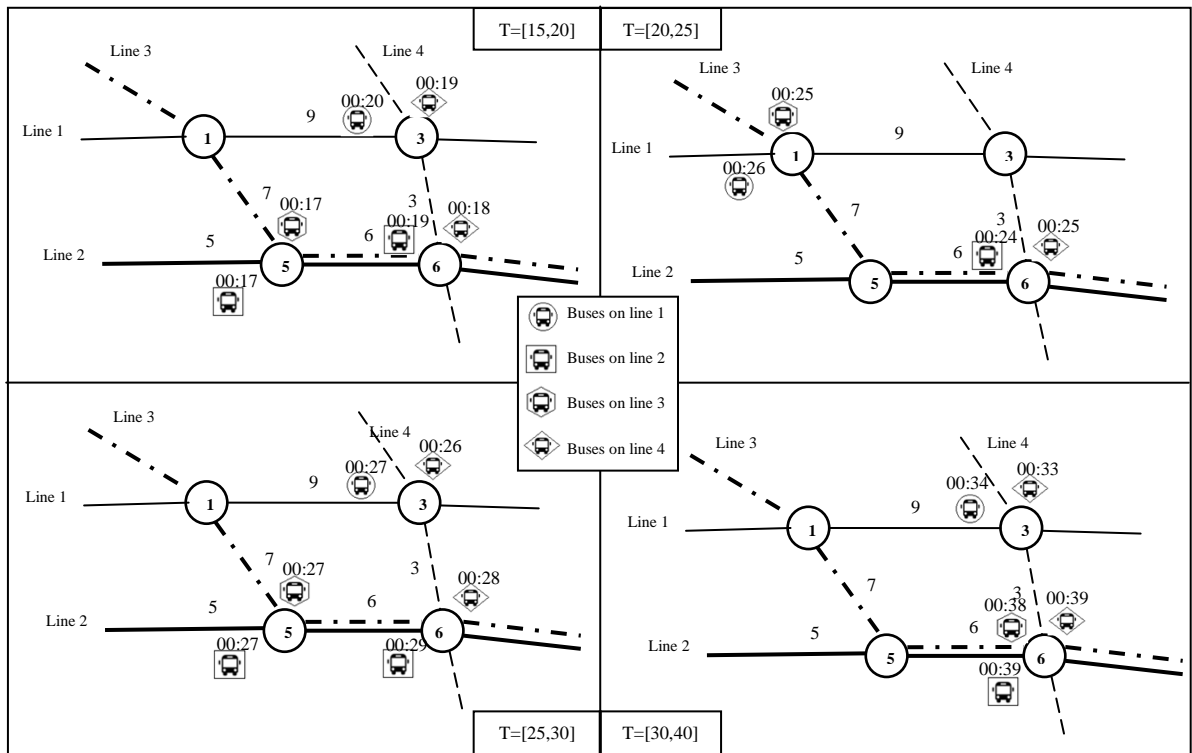 T=[15,20]
Line 3
Line 4
00:19
00:20
9
Line 1
1
3
7
00:17
3
00:18
00:19
5
6
Line 2
5
6
00:17
T=[20,25]
Line 3
Line 4
00:25
9
Line 1
1
3
00:26
7
3
00:25
5
6
00:24
Line 2
5
6
Buses on line 1
Buses on line 2
Buses on line 3
Buses on line 4
Line 3
Line 4
00:26
00:27
9
Line 1
1
3
7
3
00:27
00:28
5
6
Line 2
5
6
00:27
00:29
T=[25,30]
Line 3
Line 4
00:33
00:34
9
Line 1
1
3
7
3
00:38
00:39
5
6
Line 2
5
6
00:39
T=[30,40]